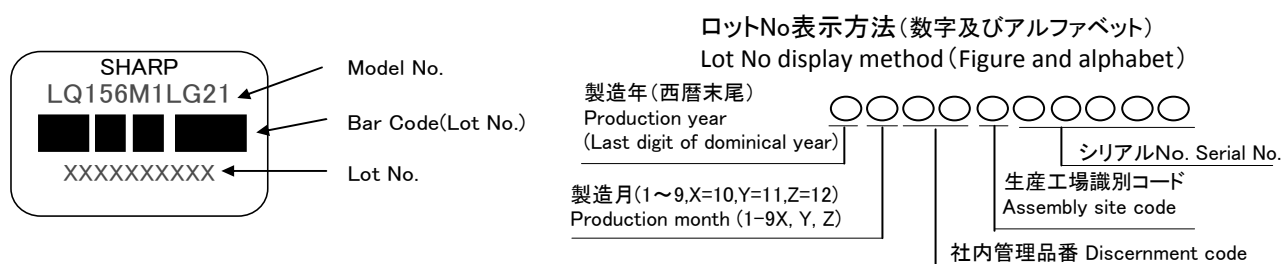 SHARP
LQ156M1LG21
XXXXXXXXXX
Model No.
Bar Code(Lot No.)
Lot No.
ロットNo表示方法(数字及びアルファベット)
Lot No display method(Figure and alphabet)
製造年(西暦末尾)
Production year
(Last digit of dominical year)
製造月(1～9,X=10,Y=11,Z=12)
Production month (1-9X, Y, Z)
シリアルNo. Serial No.
生産工場識別コード
Assembly site code
社内管理品番 Discernment code